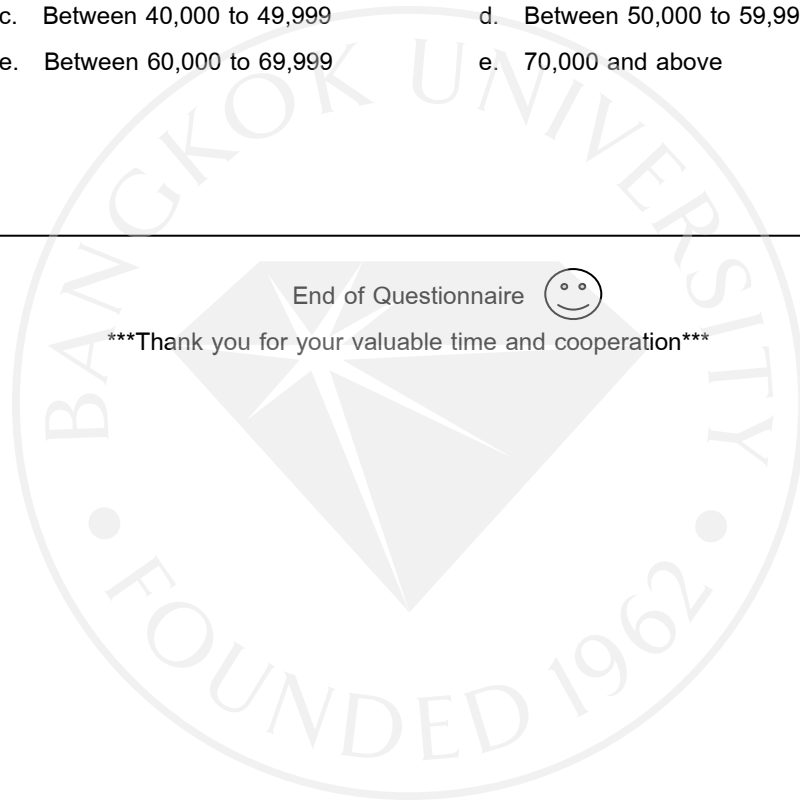 c. Between 40,000 to 49,999 d. Between 50,000 to 59,99
e. Between 60,000 to 69,999 e. 70,000 and above
End of Questionnaire
***Thank you for your valuable time and cooperation***
BANGKOK UNIVERSITY
FOUNDED 1962